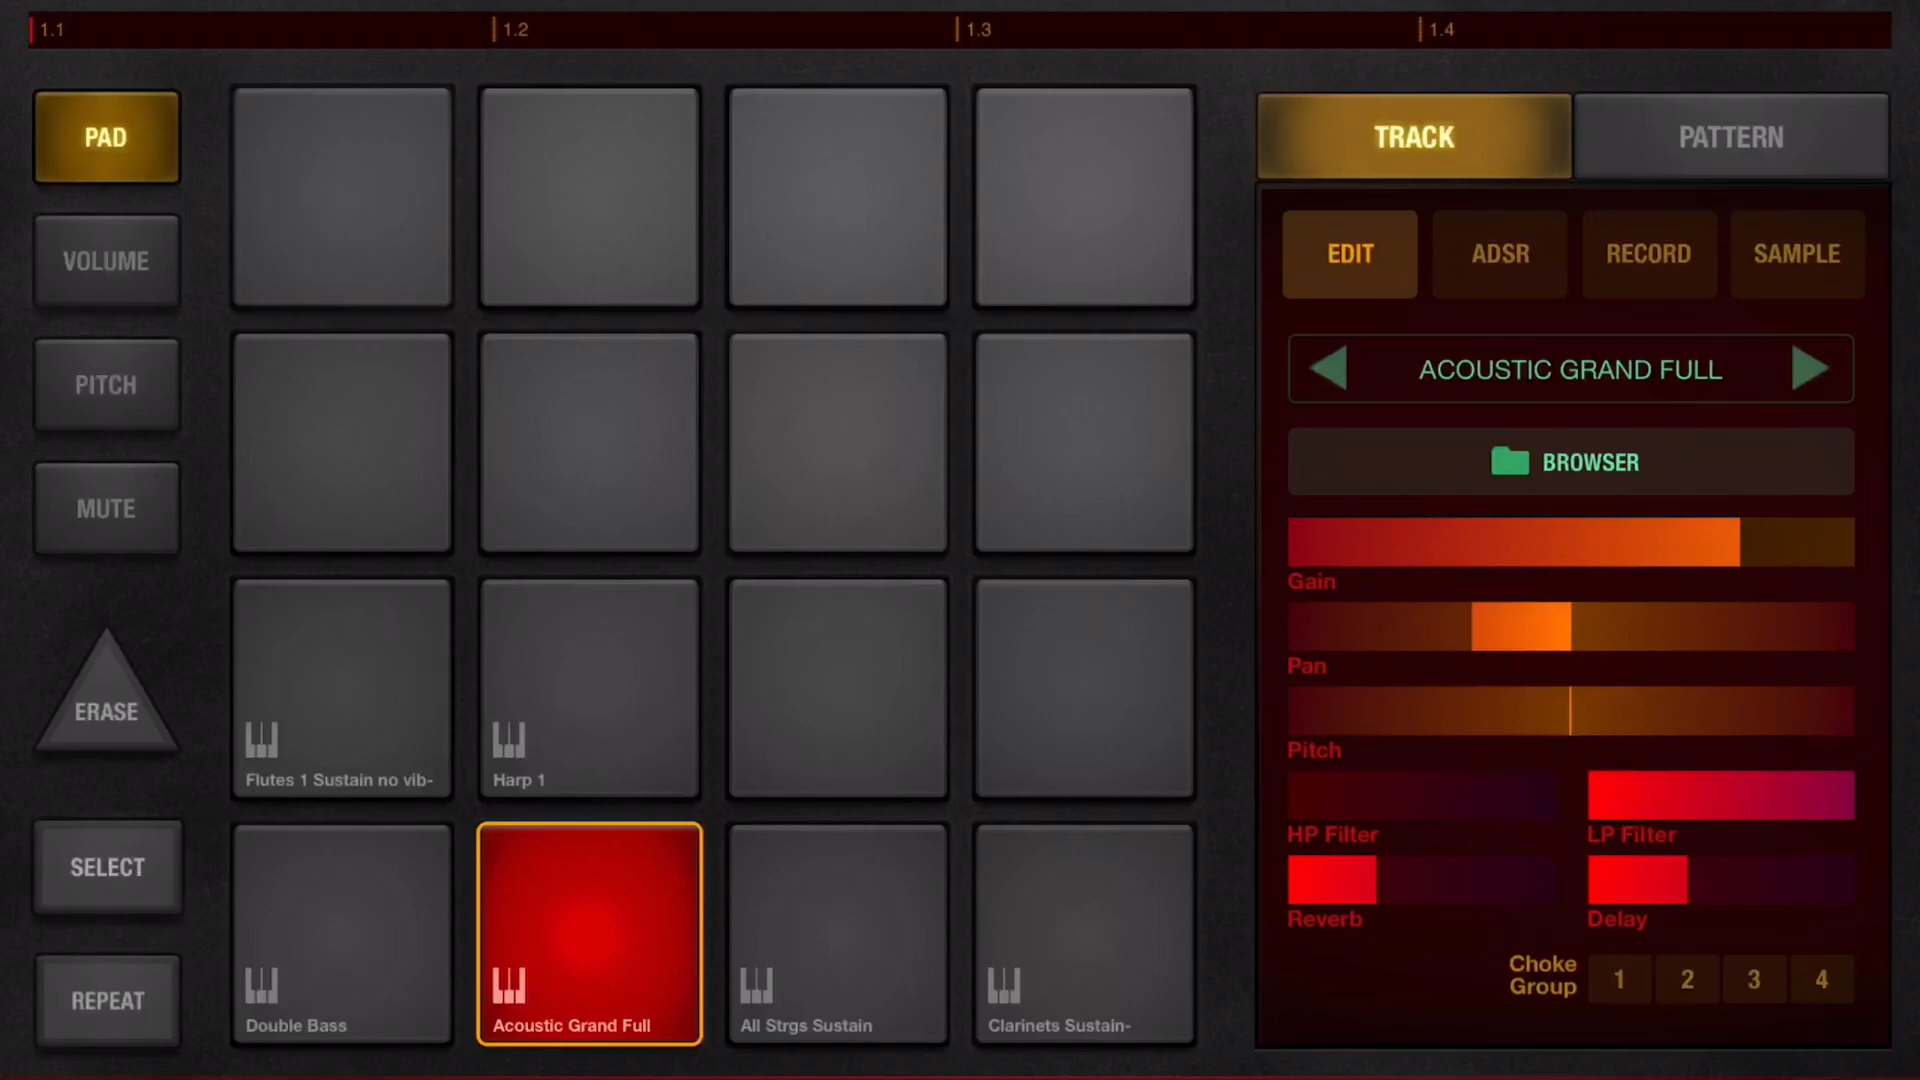 1.1
1.2
1.3
1.4
PAD
VOLUME
PITCH
MUTE
ERASE
SELECT
REPEAT
Flutes 1 Sustain no vib-
Harp 1
Double Bass
Acoustic Grand Full
All Strgs Sustain
Clarinets Sustain-
TRACK
PATTERN
EDIT
ADSR
RECORD
SAMPLE
ACOUSTIC GRAND FULL
BROWSER
Gain
Pan
Pitch
HP Filter
LP Filter
Reverb
Delay
Choke
Group
1
2
3
4